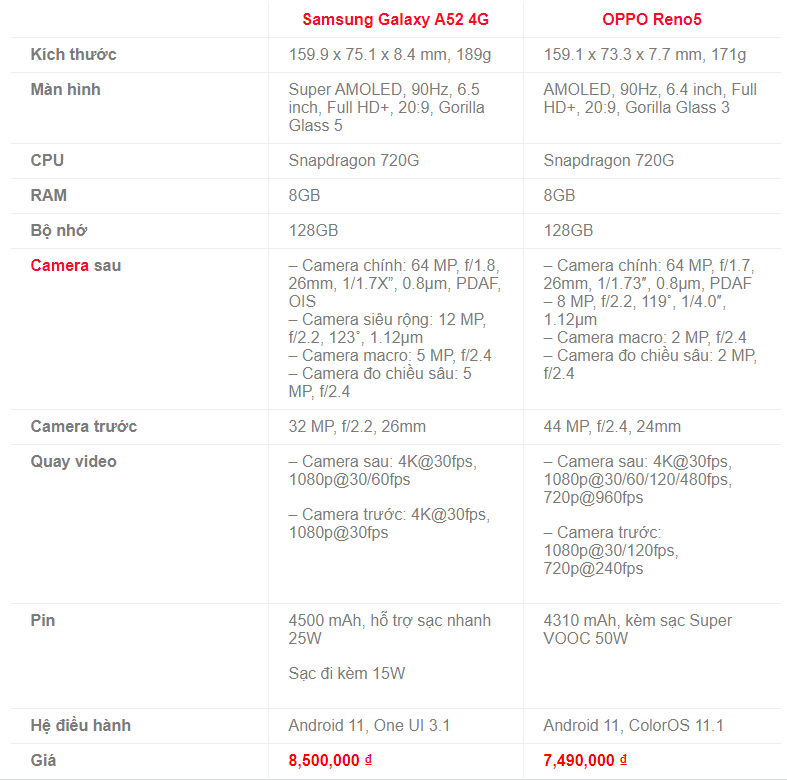 Samsung Galaxy A52 4G
OPPO Reno5
Kích thước
159.9 x 75.1 x 8.4 mm, 189g
159.1 x 73.3 x 7.7 mm, 171g
Màn hình
Super AMOLED, 90Hz, 6.5
inch, Full HD+, 20:9, Gorilla
Glass 5
AMOLED, 90Hz, 6.4 inch, Full
HD+, 20:9, Gorilla Glass 3
CPU
Snapdragon 720G
Snapdragon 720G
RAM
8GB
8GB
Bộ nhớ
128GB
128GB
Camera sau
– Camera chính: 64 MP, f/1.8,
26mm, 1/1.7X”, 0.8µm, PDAF,
OIS
– Camera siêu rộng: 12 MP,
f/2.2, 123˚, 1.12µm
– Camera macro: 5 MP, f/2.4
– Camera đo chiều sâu: 5
MP, f/2.4
– Camera chính: 64 MP, f/1.7,
26mm, 1/1.73″, 0.8µm, PDAF
– 8 MP, f/2.2, 119˚, 1/4.0″,
1.12µm
– Camera macro: 2 MP, f/2.4
– Camera đo chiều sâu: 2 MP,
f/2.4
Camera trước
32 MP, f/2.2, 26mm
44 MP, f/2.4, 24mm
Quay video
– Camera sau: 4K@30fps,
1080p@30/60fps
– Camera trước: 4K@30fps,
1080p@30fps
– Camera sau: 4K@30fps,
1080p@30/60/120/480fps,
720p@960fps
– Camera trước:
1080p@30/120fps,
720p@240fps
Pin
4500 mAh, hỗ trợ sạc nhanh
25W
Sạc đi kèm 15W
4310 mAh, kèm sạc Super
VOOC 50W
Hệ điều hành
Android 11, One UI 3.1
Android 11, ColorOS 11.1
Giá
8,500,000 ₫
7,490,000 ₫